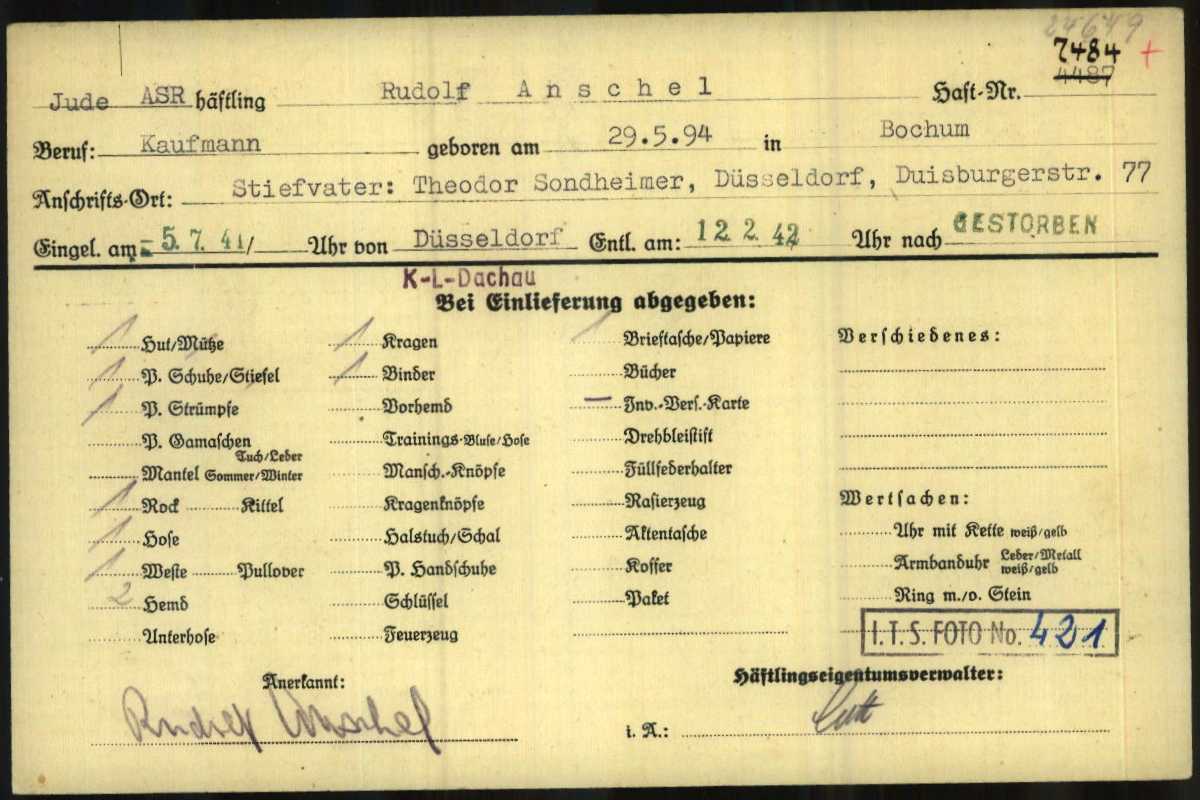 24679
7484 +
4487
Jude ASR häftling Rudolf Anschel Haft-Nr.
Beruf: Kaufmann geboren am 29.5.94 in Bochum
Anschrifts-Ort: Stiefvater: Theodor Sondheimer, Düsseldorf, Duisburgerstr. 77
Eingel. am - 5. 7. 41/ Uhr von Düsseldorf Entl. am: 12. 2. 42 Uhr nach GESTORBEN
K-L-Dachau
Bei Einlieferung abgegeben:
1 Hut/Mütze 1 Kragen 1 Brieftasche/Papiere Verschiedenes:
1 P. Schuhe/Stiefel 1 Binder Bücher
1 P. Strümpfe Vorhemd — Inv.-Vers.-Karte
P. Gamaschen Tuch/Leder Trainings-Bluse/Hose Drehbleistift
Mantel Sommer/Winter Mansch.-Knöpfe Füllfederhalter
1 Rock Kittel Kragenknöpfe Rasierzeug Wertsachen:
1 Hose Halstuch/Schal Aktentasche Uhr mit Kette weiß/gelb
1 Weste Pullover P. Handschuhe Koffer Armbanduhr Leder/Metall weiß/gelb
2 Hemd Schlüssel Paket Ring m./o. Stein
Unterhose Feuerzeug I.T.S. FOTO No. 421
Anerkannt: Häftlingseigentumsverwalter:
Rudolf Anschel i. A.: